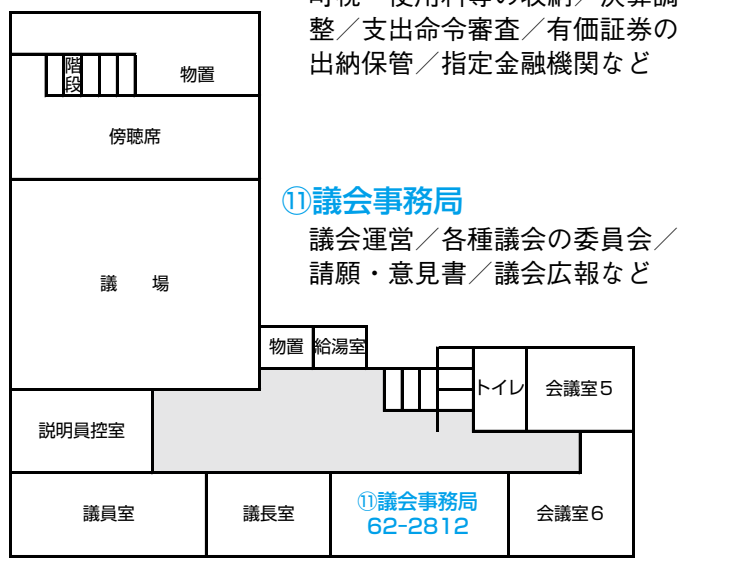 整／支出命令審査／有価証券の
出納保管／指定金融機関など
階段
物置
傍聴席
⑪議会事務局
議会運営／各種議会の委員会／
請願・意見書／議会広報など
議　場
物置
給湯室
トイレ
会議室5
説明員控室
議員室
議長室
⑪議会事務局
62-2812
会議室6